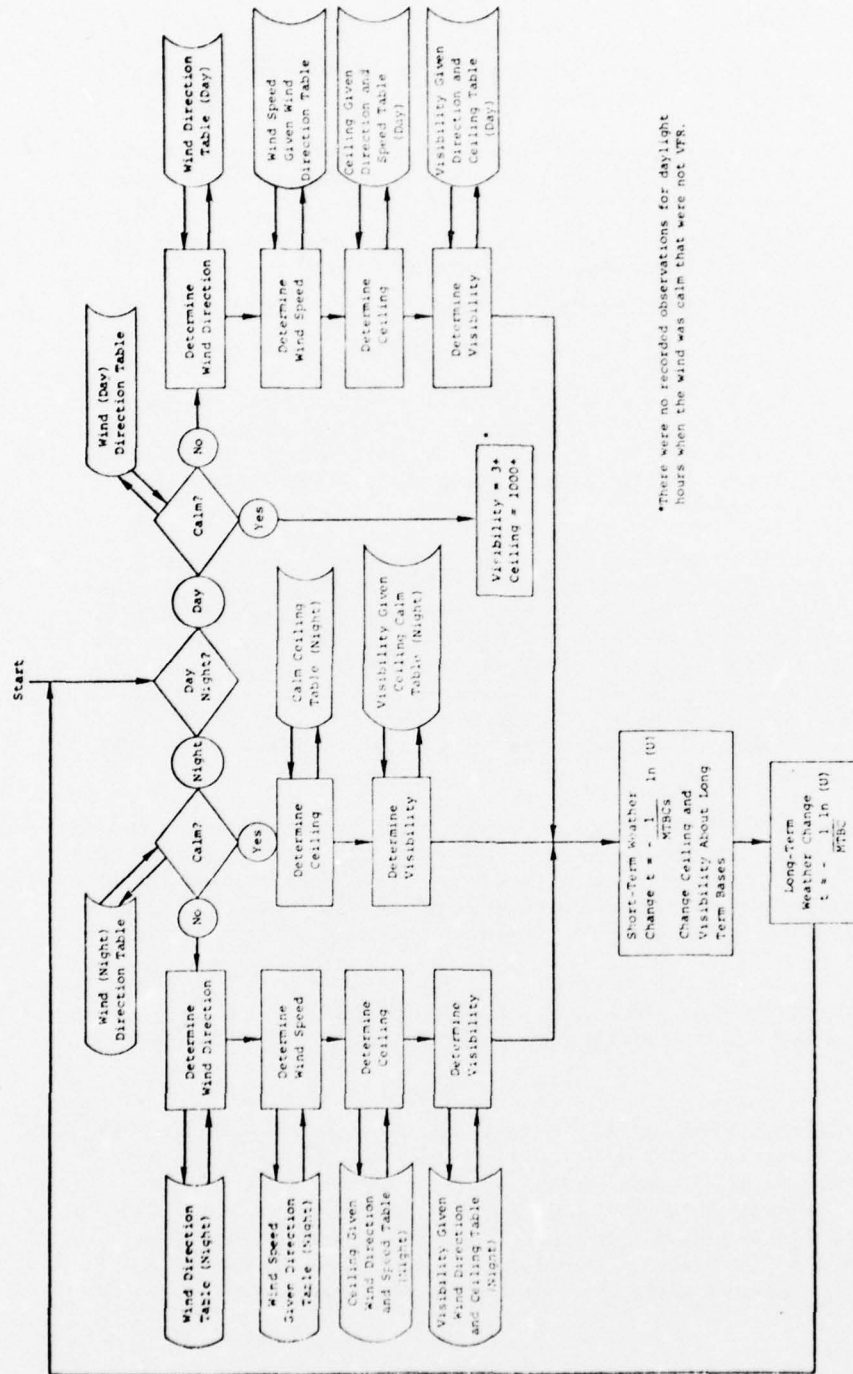 Start
Day
Night?
Night
Day
Calm?
Wind (Night)
Direction Table
No
Yes
Determine
Wind Direction
Wind Direction
Table (Night)
Determine
Wind Speed
Wind Speed
Given Direction
Table (Night)
Determine
Ceiling
Ceiling Given
Wind Direction
and Speed Table
(Night)
Determine
Visibility
Visibility Given
Wind Direction
and Ceiling Table
(Night)
Determine
Ceiling
Calm Ceiling
Table (Night)
Determine
Visibility
Visibility Given
Ceiling Calm
Table (Night)
Calm?
Wind (Day)
Direction Table
No
Yes
Visibility = 3+
Ceiling = 1000+
*
Determine
Wind Direction
Wind Direction
Table (Day)
Determine
Wind Speed
Wind Speed
Given Wind
Direction Table
Determine
Ceiling
Ceiling Given
Direction and
Speed Table
(Day)
Determine
Visibility
Visibility Given
Direction and
Ceiling Table
(Day)
Short-Term Weather
Change t = - 1/MTBCs ln (U)
Change Ceiling and
Visibility About Long
Term Bases
Long-Term
Weather Change
t = - 1/MTBC ln (U)
*There were no recorded observations for daylight
hours when the wind was calm that were not VFR.